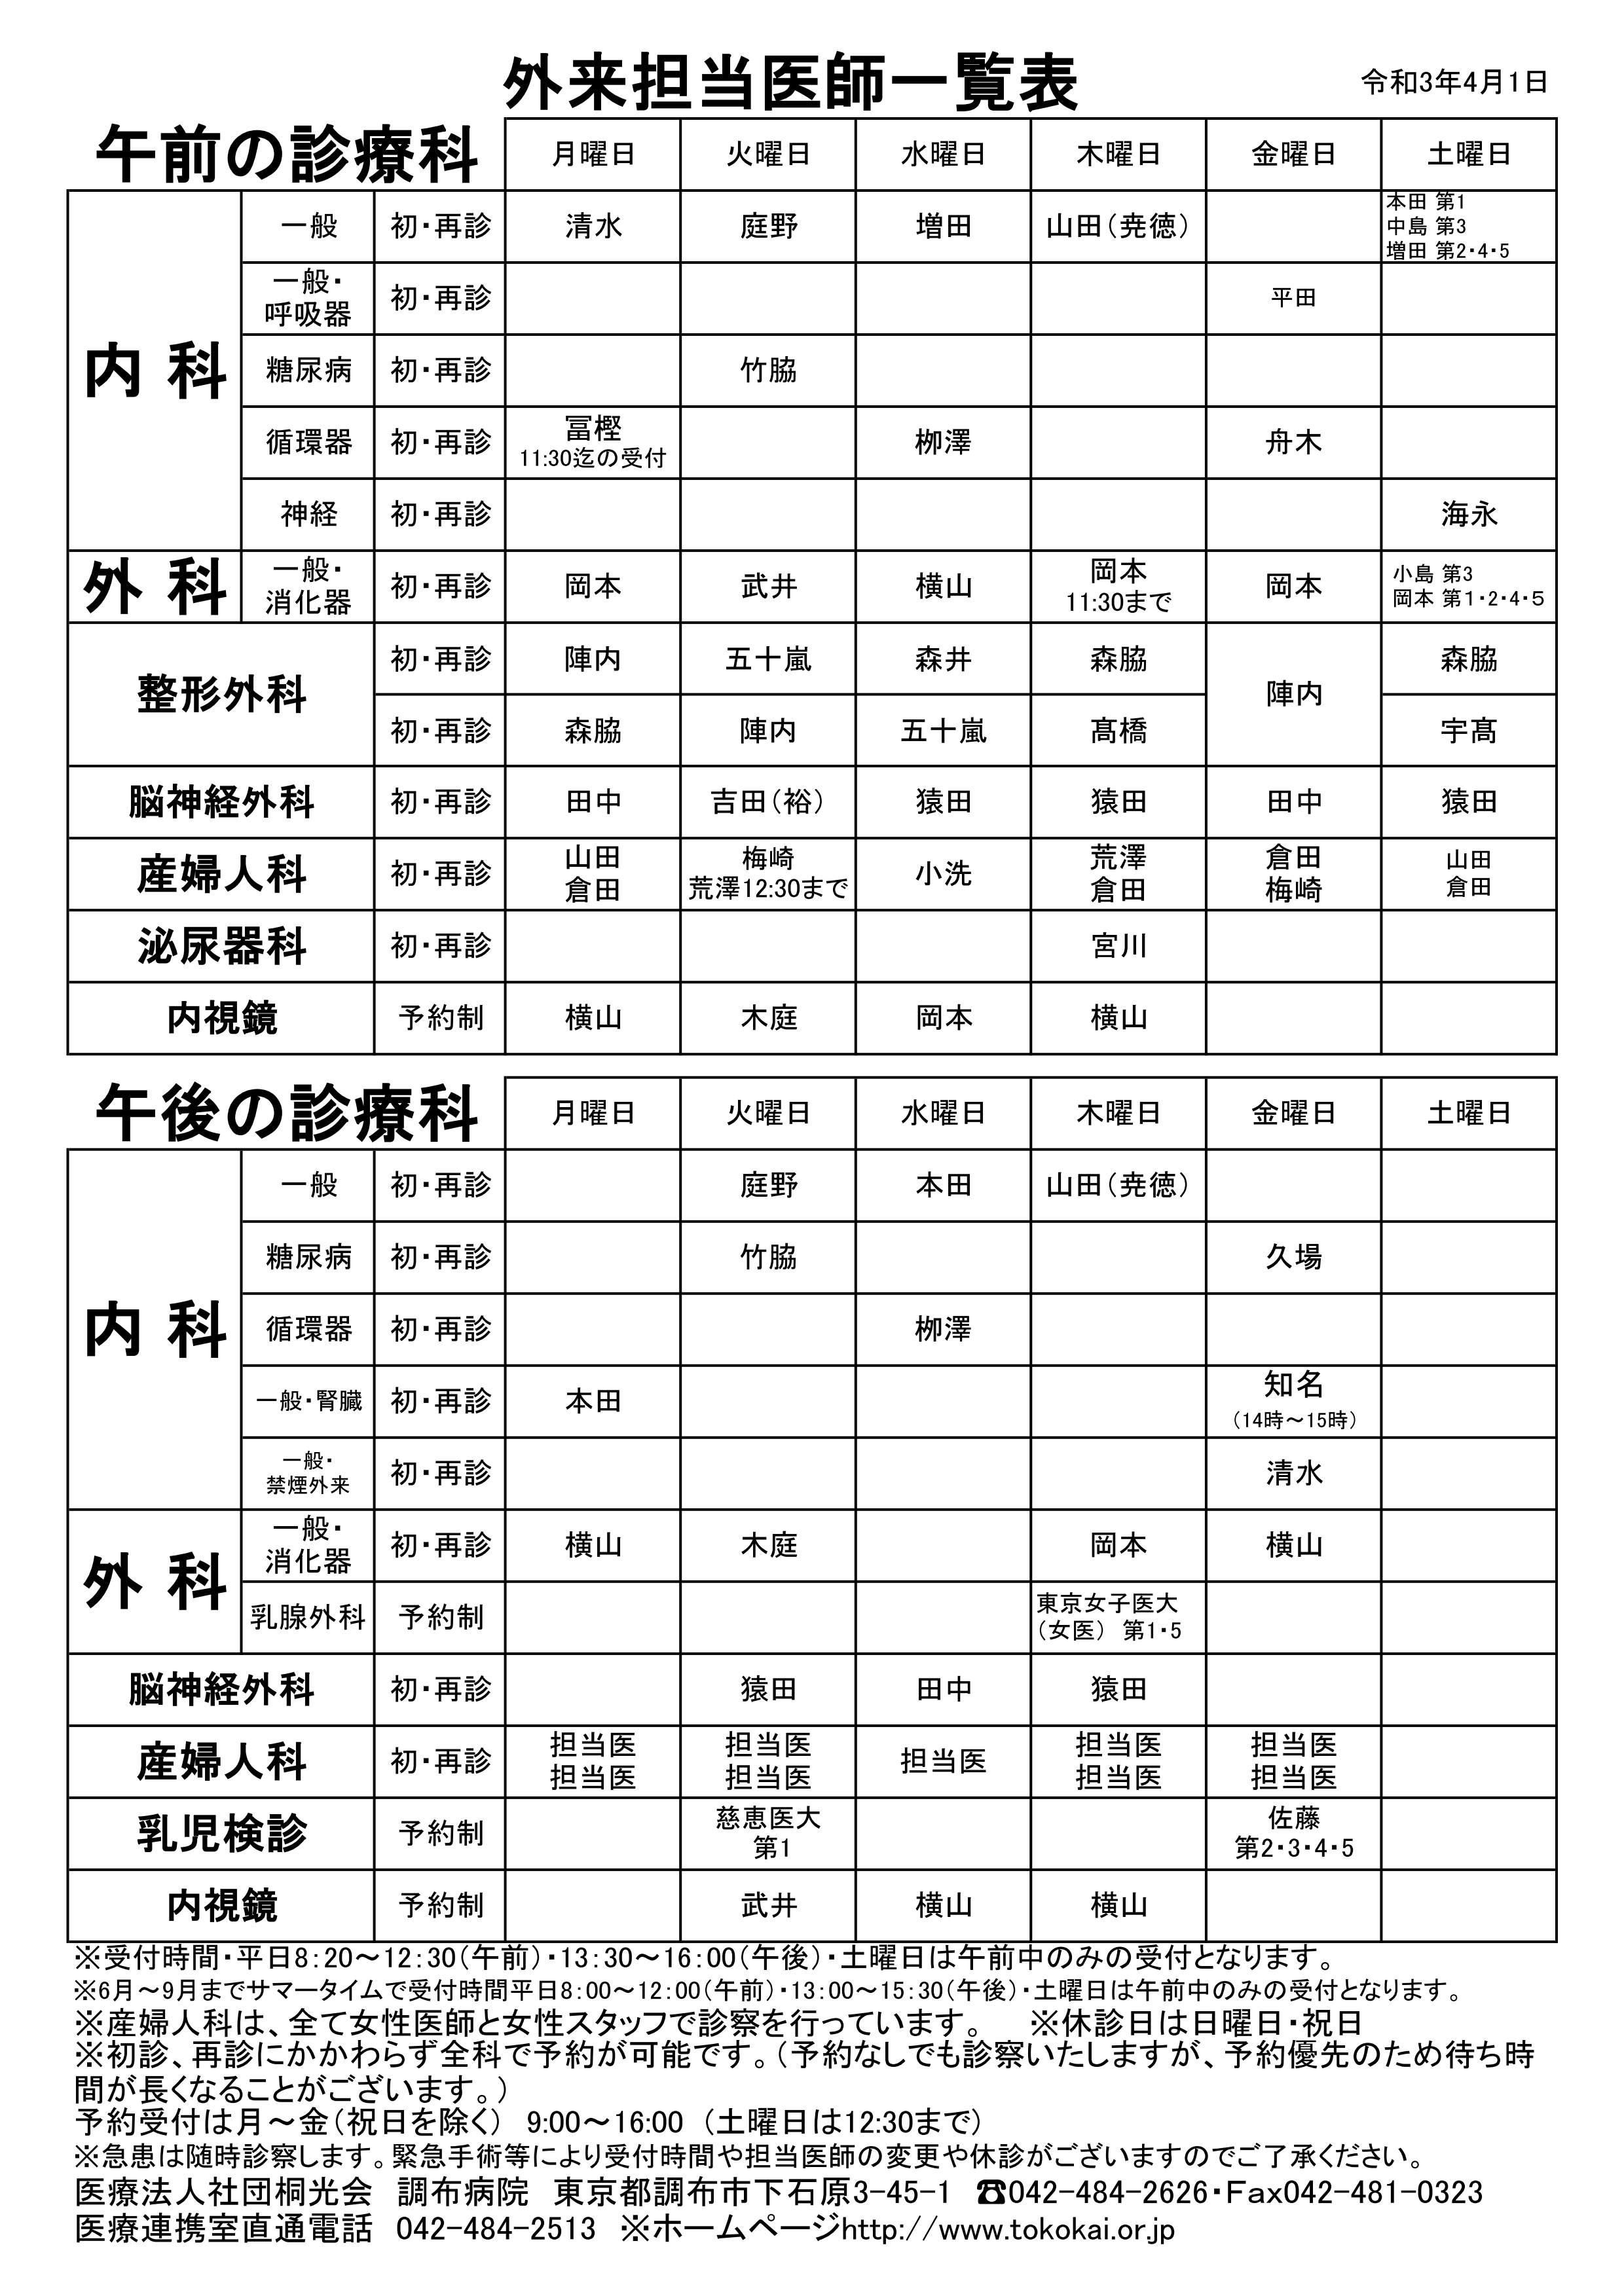 外来担当医師一覧表
令和3年4月1日
午前の診療科 月曜日 火曜日 水曜日 木曜日 金曜日 土曜日
内 科
一般 初・再診 清水 庭野 増田 山田（尭徳）
本田 第1
中島 第3
増田 第2・4・5
一般・
呼吸器 初・再診 平田
糖尿病 初・再診 竹脇
循環器 初・再診 冨樫
11:30迄の受付
栁澤 舟木
神経 初・再診 海永
外 科
一般・
消化器 初・再診 岡本 武井 横山 岡本
11:30まで
岡本
小島 第3
岡本 第1・2・4・5
整形外科
初・再診 陣内 五十嵐 森井 森脇 陣内 森脇
初・再診 森脇 陣内 五十嵐 髙橋 宇髙
脳神経外科 初・再診 田中 吉田（裕） 猿田 猿田 田中 猿田
産婦人科 初・再診
山田
倉田
梅崎
荒澤12:30まで
小洗
荒澤
倉田
倉田
梅崎
山田
倉田
泌尿器科 初・再診 宮川
内視鏡 予約制 横山 木庭 岡本 横山
午後の診療科 月曜日 火曜日 水曜日 木曜日 金曜日 土曜日
内 科
一般 初・再診 庭野 本田 山田（尭徳）
糖尿病 初・再診 竹脇 久場
循環器 初・再診 栁澤
一般・腎臓 初・再診 本田 知名
（14時～15時）
一般・
禁煙外来 初・再診 清水
外 科
一般・
消化器 初・再診 横山 木庭 岡本 横山
乳腺外科 予約制
東京女子医大
（女医） 第1・5
脳神経外科 初・再診 猿田 田中 猿田
産婦人科 初・再診
担当医
担当医
担当医
担当医
担当医
担当医
担当医
担当医
担当医
乳児検診 予約制
慈恵医大
第1
佐藤
第2・3・4・5
内視鏡 予約制 武井 横山 横山
※受付時間・平日8：20～12：30（午前）・13：30～16：00（午後）・土曜日は午前中のみの受付となります。
※6月～9月までサマータイムで受付時間平日8：00～12：00（午前）・13：00～15：30（午後）・土曜日は午前中のみの受付となります。
※産婦人科は、全て女性医師と女性スタッフで診察を行っています。 ※休診日は日曜日・祝日
※初診、再診にかかわらず全科で予約が可能です。（予約なしでも診察いたしますが、予約優先のため待ち時
間が長くなることがございます。）
予約受付は月～金（祝日を除く） 9:00～16:00 （土曜日は12:30まで）
※急患は随時診察します。緊急手術等により受付時間や担当医師の変更や休診がございますのでご了承ください。
医療法人社団桐光会 調布病院 東京都調布市下石原3-45-1 ☎042-484-2626・Fax042-481-0323
医療連携室直通電話 042-484-2513 ※ホームページhttp://www.tokokai.or.jp